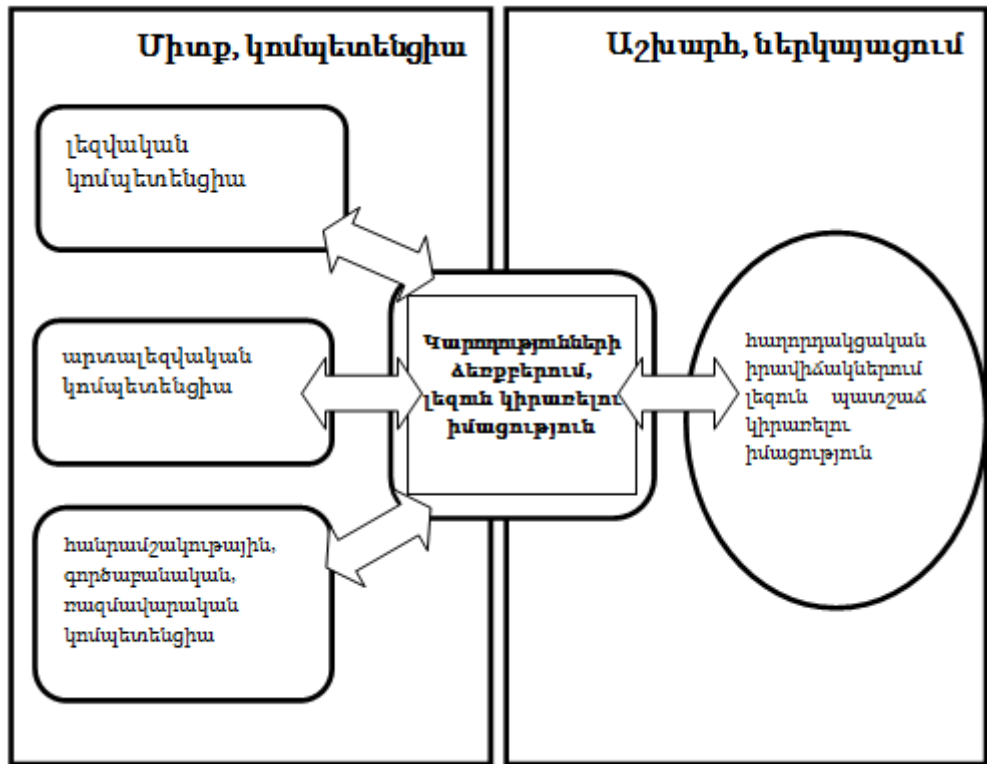 Միտք, կոմպետենցիա
Աշխարհ, ներկայացում
լեզվական
կոմպետենցիա
արտալեզվական
կոմպետենցիա
հանրամշակութային,
գործաբանական,
ռազմավարական
կոմպետենցիա
Կարողությունների
ձեռքբերում,
լեզուն կիրառելու
իմացություն
հաղորդակցական
իրավիճակներում
լեզուն պատշաճ
կիրառելու
իմացություն